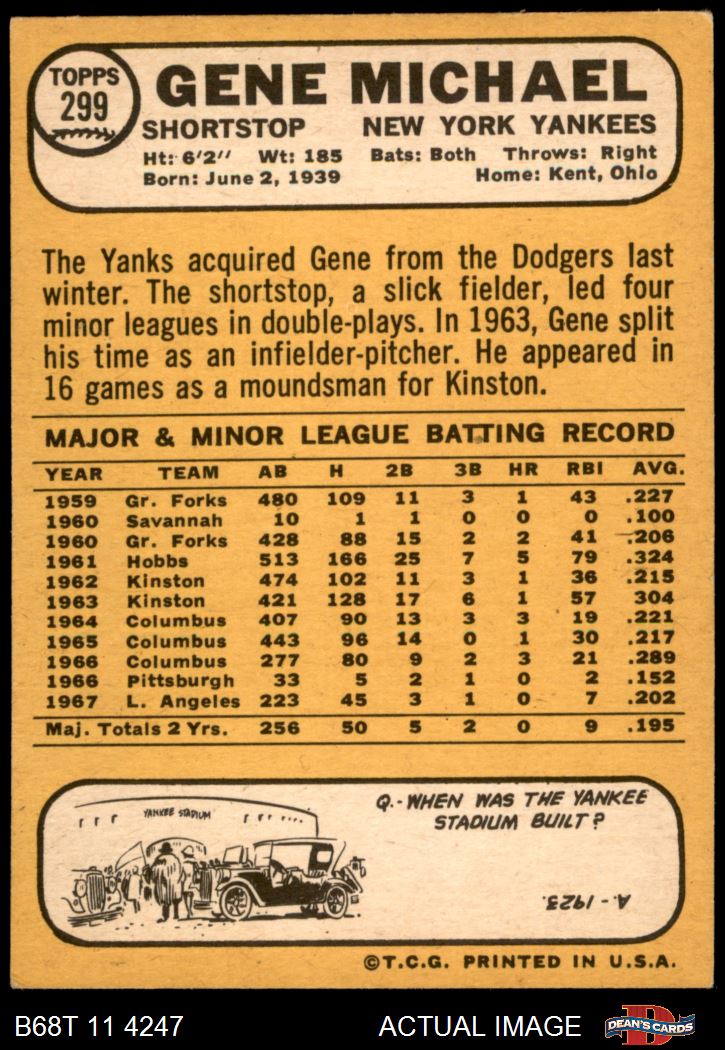 TOPPS
299
GENE MICHAEL
SHORTSTOP NEW YORK YANKEES
Ht: 6'2" Wt: 185 Bats: Both Throws: Right
Born: June 2, 1939 Home: Kent, Ohio
The Yanks acquired Gene from the Dodgers last
winter. The shortstop, a slick fielder, led four
minor leagues in double-plays. In 1963, Gene split
his time as an infielder-pitcher. He appeared in
16 games as a moundsman for Kinston.
MAJOR & MINOR LEAGUE BATTING RECORD
YEAR TEAM AB H 2B 3B HR RBI AVG.
1959 Gr. Forks 480 109 11 3 1 43 .227
1960 Savannah 10 1 1 0 0 0 .100
1960 Gr. Forks 428 88 15 2 2 41 .206
1961 Hobbs 513 166 25 7 5 79 .324
1962 Kinston 474 102 11 3 1 36 .215
1963 Kinston 421 128 17 6 1 57 304
1964 Columbus 407 90 13 3 3 19 .221
1965 Columbus 443 96 14 0 1 30 .217
1966 Columbus 277 80 9 2 3 21 .289
1966 Pittsburgh 33 5 2 1 0 2 .152
1967 L. Angeles 223 45 3 1 0 7 .202
Maj. Totals 2 Yrs. 256 50 5 2 0 9 .195
YANKEE STADIUM
Q.-WHEN WAS THE YANKEE
STADIUM BUILT?
A.-1923.
©T.C.G. PRINTED IN U.S.A.
B68T 11 4247 ACTUAL IMAGE
D
DEAN'S CARDS